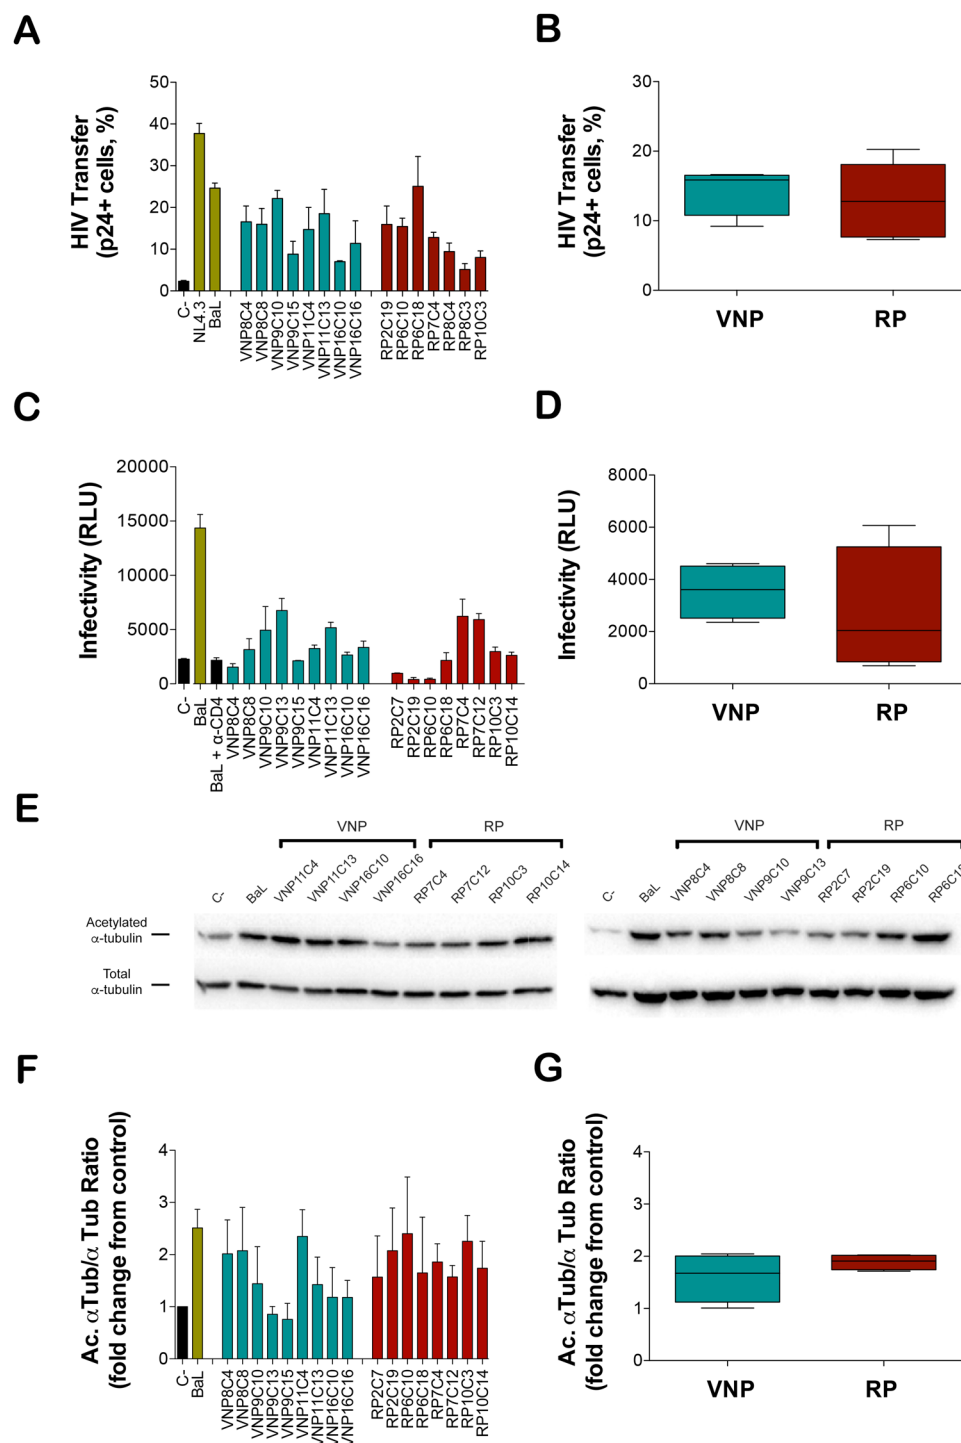 A
HIV Transfer
(p24+ cells, %)
50
40
30
20
10
0
C-
NL4.3
BaL
VNP8C4
VNP8C8
VNP9C10
VNP9C15
VNP11C4
VNP11C13
VNP16C10
VNP16C16
RP2C19
RP6C10
RP6C18
RP7C4
RP8C4
RP8C3
RP10C3
B
HIV Transfer
(p24+ cells, %)
30
20
10
0
VNP
RP
C
Infectivity (RLU)
20000
15000
10000
5000
0
C-
BaL
BaL + α-CD4
VNP8C4
VNP8C8
VNP9C10
VNP9C13
VNP9C15
VNP11C4
VNP11C13
VNP16C10
VNP16C16
RP2C7
RP2C19
RP6C10
RP6C18
RP7C4
RP7C12
RP10C3
RP10C14
D
Infectivity (RLU)
8000
6000
4000
2000
0
VNP
RP
E
VNP
RP
C-
BaL
VNP11C4
VNP11C13
VNP16C10
VNP16C16
RP7C4
RP7C12
RP10C3
RP10C14
VNP
RP
C-
BaL
VNP8C4
VNP8C8
VNP9C10
VNP9C13
RP2C7
RP2C19
RP6C10
RP6C18
Acetylated
α-tubulin
Total
α-tubulin
F
Ac. αTub/α Tub Ratio
(fold change from control)
4
3
2
1
0
C-
BaL
VNP8C4
VNP8C8
VNP9C10
VNP9C13
VNP9C15
VNP11C4
VNP11C13
VNP16C10
VNP16C16
RP2C7
RP2C19
RP6C10
RP6C18
RP7C4
RP7C12
RP10C3
RP10C14
G
Ac. αTub/α Tub Ratio
(fold change from control)
4
3
2
1
0
VNP
RP